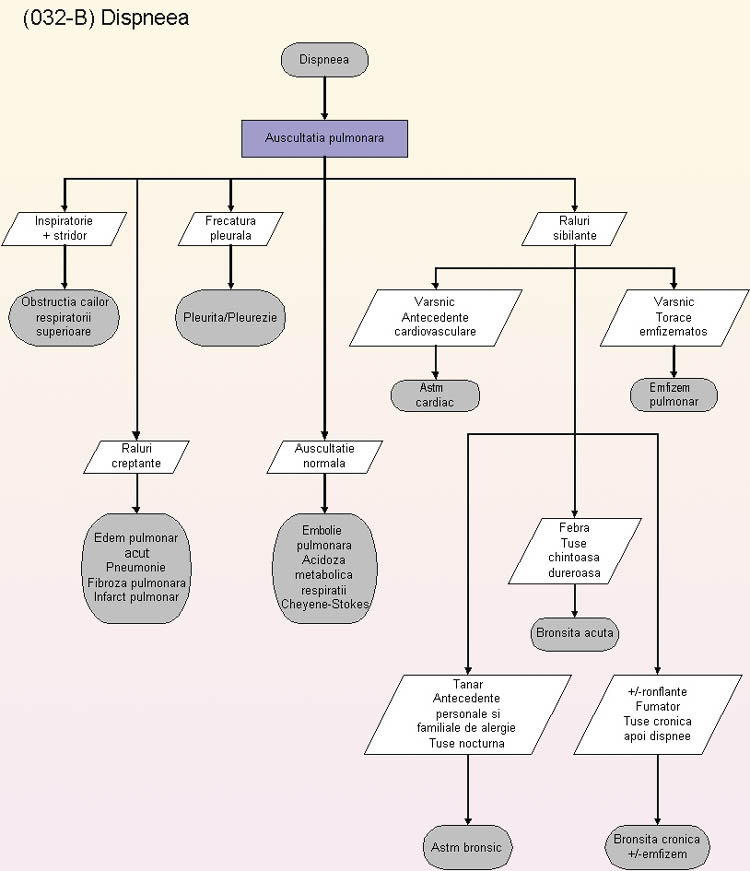 (032-B) Dispneea
Dispneea
Auscultatia pulmonara
Inspiratorie
+ stridor
Frecatura
pleurala
Raluri
sibilante
Obstructia cailor
respiratorii
superioare
Pleurita/Pleurezie
Varsnic
Antecedente
cardiovasculare
Varsnic
Torace
emfizematos
Astm
cardiac
Emfizem
pulmonar
Raluri
creptante
Auscultatie
normala
Edem pulmonar
acut
Pneumonie
Fibroza pulmonara
Infarct pulmonar
Embolie
pulmonara
Acidoza
metabolica
respiratii
Cheyene-Stokes
Febra
Tuse
chintoasa
dureroasa
Bronsita acuta
Tanar
Antecedente
personale si
familiale de alergie
Tuse nocturna
+/-ronflante
Fumator
Tuse cronica
apoi dispnee
Astm bronsic
Bronsita cronica
+/-emfizem